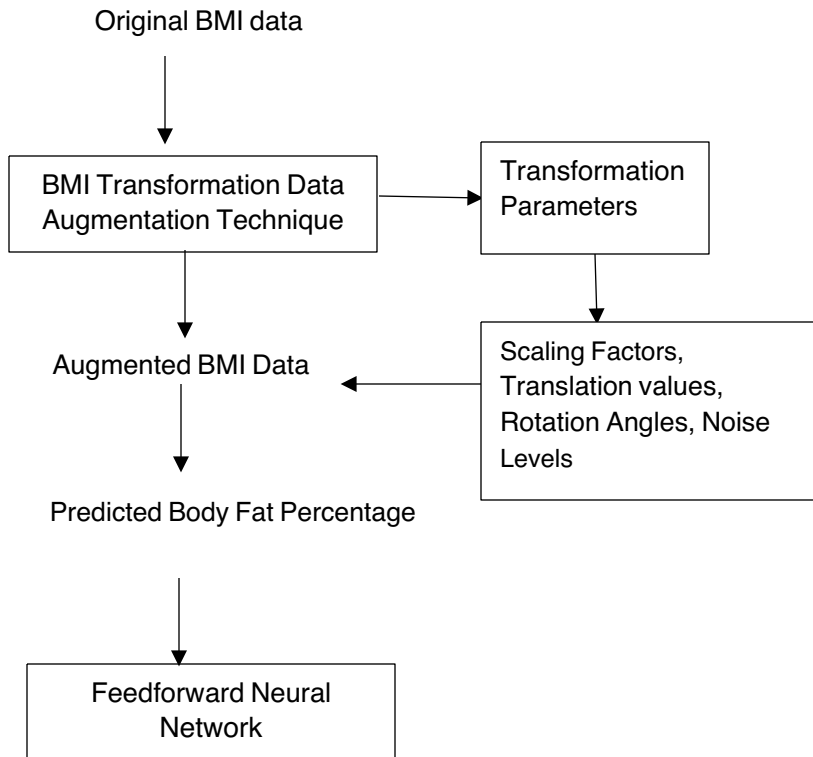 Original BMI data
BMI Transformation Data
Augmentation Technique
Transformation
Parameters
Augmented BMI Data
Scaling Factors,
Translation values,
Rotation Angles, Noise
Levels
Predicted Body Fat Percentage
Feedforward Neural
Network